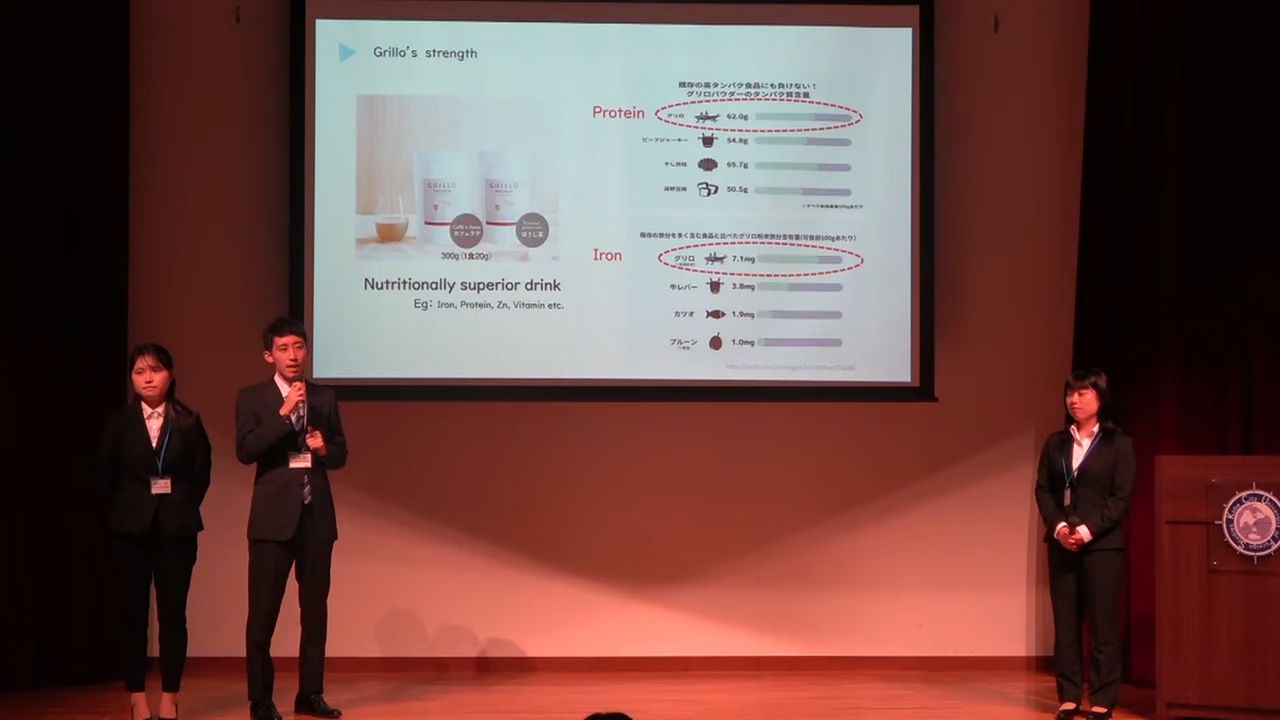 Grillo's strength
GRILLO
GRILLO
Caffè e latte
カフェラテ
ほうじ茶
300g（1食20g）
Nutritionally superior drink
Eg: Iron, Protein, Zn, Vitamin etc.
既存の高タンパク食品にも負けない！
グリロパウダーのタンパク質含量
Protein
グリロ 62.0g
ビーフジャーキー 54.8g
干し貝柱 65.7g
高野豆腐 50.5g
既存の鉄分を多く含む食品と比べたグリロ粉末鉄分含有量(可食部100gあたり)
Iron
グリロ 7.1mg
牛レバー 3.8mg
カツオ 1.9mg
プルーン 1.0mg